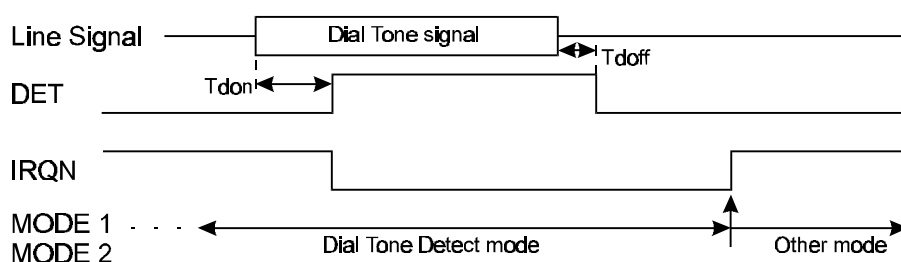 Line Signal
Dial Tone signal
Tdoff
Tdon
DET
IRQN
MODE 1
MODE 2
Dial Tone Detect mode
Other mode